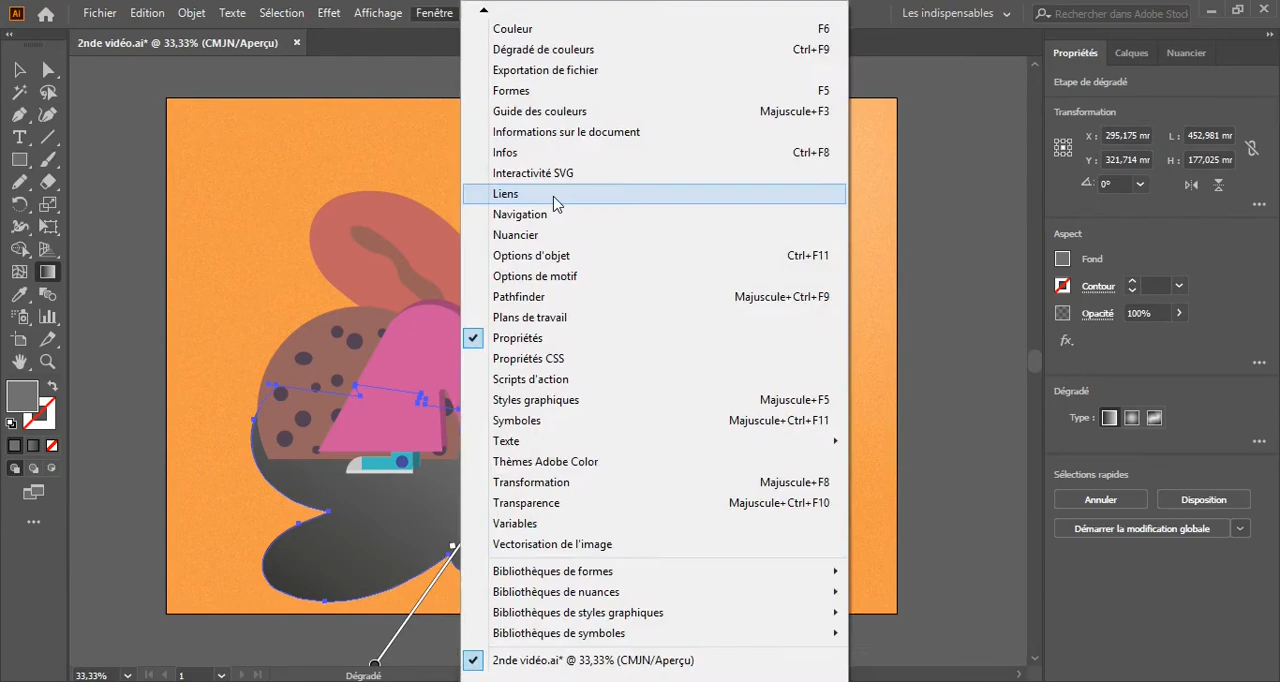 Ai
Fichier Edition Objet Texte Sélection Effet Affichage Fenêtre
Les indispensables
Rechercher dans Adobe Stock
2nde vidéo.ai* @ 33,33% (CMJN/Aperçu)
Couleur F6
Dégradé de couleurs Ctrl+F9
Exportation de fichier
Formes F5
Guide des couleurs Majuscule+F3
Informations sur le document
Infos Ctrl+F8
Interactivité SVG
Liens
Navigation
Nuancier
Options d'objet Ctrl+F11
Options de motif
Pathfinder Majuscule+Ctrl+F9
Plans de travail
Propriétés
Propriétés CSS
Scripts d'action
Styles graphiques Majuscule+F5
Symboles Majuscule+Ctrl+F11
Texte
Thèmes Adobe Color
Transformation Majuscule+F8
Transparence Majuscule+Ctrl+F10
Variables
Vectorisation de l'image
Bibliothèques de formes
Bibliothèques de nuances
Bibliothèques de styles graphiques
Bibliothèques de symboles
2nde vidéo.ai* @ 33,33% (CMJN/Aperçu)
Propriétés Calques Nuancier
Etape de dégradé
Transformation
X : 295,175 mr L : 452,981 mr
Y : 321,714 mr H : 177,025 mr
0°
Aspect
Fond
Contour
Opacité 100%
fx.
Dégradé
Type :
Sélections rapides
Annuler Disposition
Démarrer la modification globale
33,33% 1 Dégradé